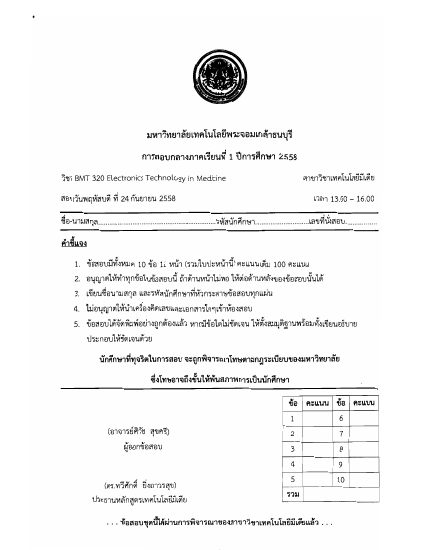 มหาวิทยาลัยเทคโนโลยีพระจอมเกล้าธนบุรี
การสอบกลางภาคเรียนที่ 1 ปีการศึกษา 2558
วิชา BMT 320 Electronics Technology in Medicine สาขาวิชาเทคโนโลยีมีเดีย
สอบวันพฤหัสบดี ที่ 24 กันยายน 2558 เวลา 13.00 – 16.00
ชื่อ-นามสกุล รหัสนักศึกษา เลขที่นั่งสอบ
คำชี้แจง
1. ข้อสอบมีทั้งหมด 10 ข้อ หน้า (รวมใบปะหน้านี้) คะแนนเต็ม 100 คะแนน
2. อนุญาตให้ทำทุกข้อในข้อสอบนี้ ถ้าด้านหน้าไม่พอ ให้ต่อด้านหลังของข้อสอบนั้นได้
3. เขียนชื่อนามสกุล และรหัสนักศึกษาที่หัวกระดาษข้อสอบทุกแผ่น
4. ไม่อนุญาตให้นำเครื่องคิดเลขและเอกสารใดๆเข้าห้องสอบ
5. ข้อสอบได้จัดพิมพ์อย่างถูกต้องแล้ว หากมีข้อใดไม่ชัดเจน ให้ตั้งสมมุติฐานพร้อมทั้งเขียนอธิบาย
ประกอบให้ชัดเจนด้วย
นักศึกษาที่ทุจริตในการสอบ จะถูกพิจารณาโทษตามกฎระเบียบของมหาวิทยาลัย
ซึ่งโทษอาจถึงขั้นให้พ้นสภาพการเป็นนักศึกษา
ข้อ คะแนน ข้อ คะแนน
1 6
2 7
3 8
4 9
5 10
รวม
(อาจารย์ศิวัช สุขศรี)
ผู้ออกข้อสอบ
(ดร.ทวีศักดิ์ ยิ่งถาวรสุข)
ประธานหลักสูตรเทคโนโลยีมีเดีย
... ข้อสอบชุดนี้ได้ผ่านการพิจารณาของสาขาวิชาเทคโนโลยีมีเดียแล้ว ...